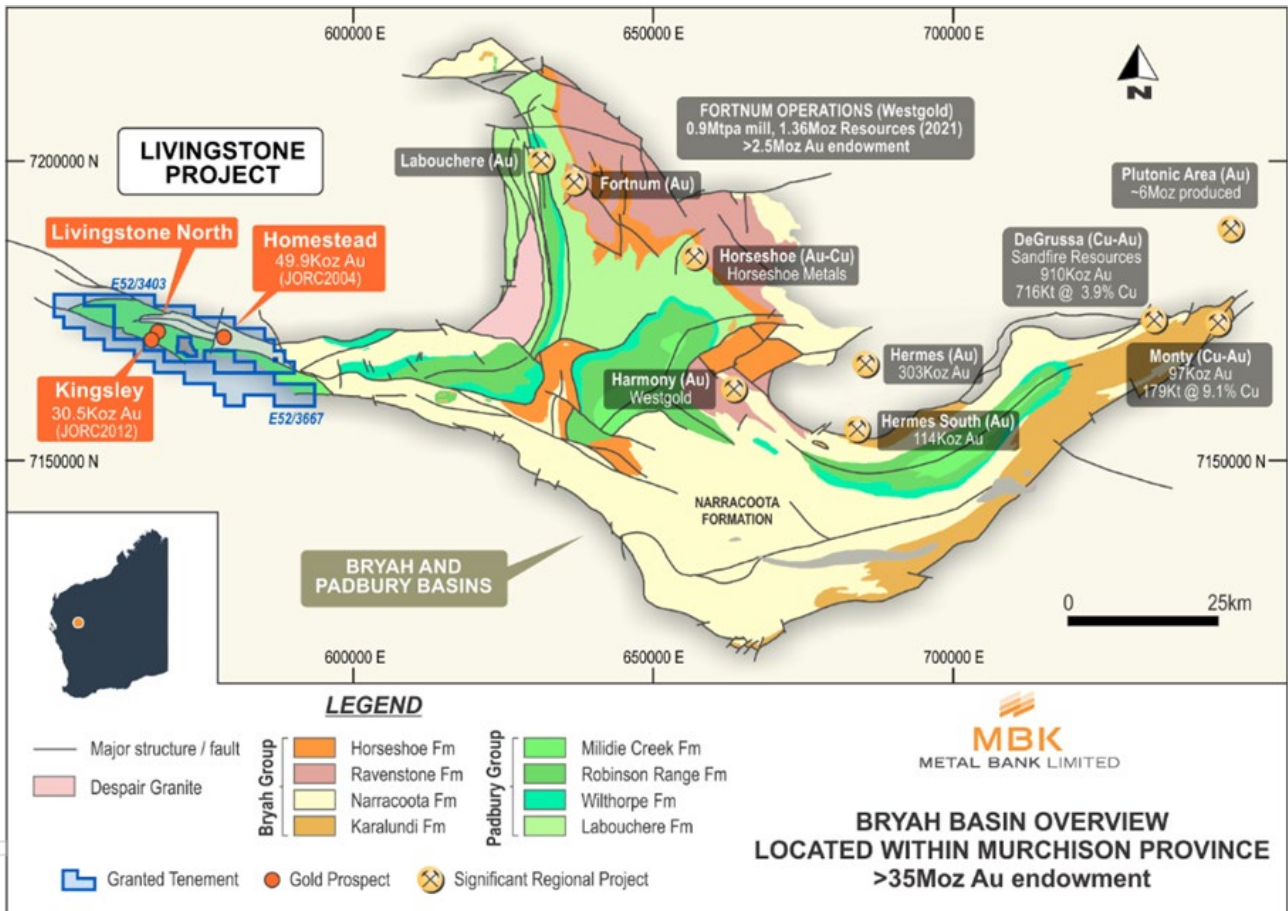 600000 E
650000 E
700000 E
N
FORTNUM OPERATIONS (Westgold)
0.9Mtpa mill, 1.36Moz Resources (2021)
>2.5Moz Au endowment
LIVINGSTONE
PROJECT
7200000 N
Labouchere (Au)
Fortnum (Au)
Plutonic Area (Au)
~6Moz produced
Livingstone North
Homestead
49.9Koz Au
(JORC2004)
DeGrussa (Cu-Au)
Sandfire Resources
910Koz Au
716Kt @ 3.9% Cu
Horseshoe (Au-Cu)
Horseshoe Metals
E52/3403
Kingsley
30.5Koz Au
(JORC2012)
E52/3667
Harmony (Au)
Westgold
Hermes (Au)
303Koz Au
Monty (Cu-Au)
97Koz Au
179Kt @ 9.1% Cu
Hermes South (Au)
114Koz Au
7150000 N
7150000 N
NARRACOOTA
FORMATION
BRYAH AND
PADBURY BASINS
0
25km
600000 E
650000 E
700000 E
LEGEND
Major structure / fault
Despair Granite
Bryah Group
Horseshoe Fm
Ravenstone Fm
Narracoota Fm
Karalundi Fm
Padbury Group
Milidie Creek Fm
Robinson Range Fm
Wilthorpe Fm
Labouchere Fm
Granted Tenement
Gold Prospect
Significant Regional Project
MBK
METAL BANK LIMITED
BRYAH BASIN OVERVIEW
LOCATED WITHIN MURCHISON PROVINCE
>35Moz Au endowment